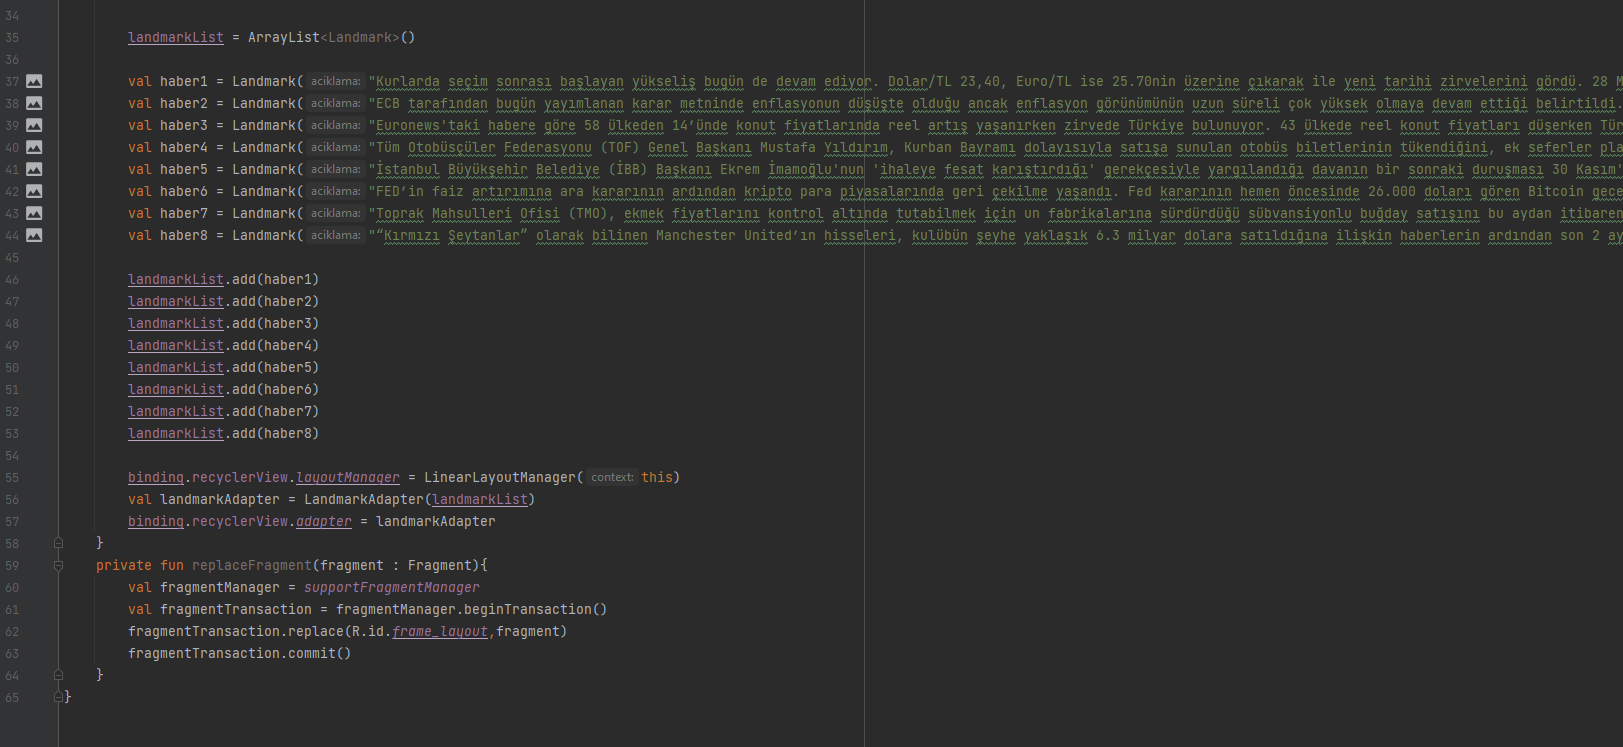 34
35 landmarkList = ArrayList<Landmark>()
36
37 val haber1 = Landmark( aciklama: "Kurlarda seçim sonrası başlayan yükseliş bugün de devam ediyor. Dolar/TL 23,40, Euro/TL ise 25.70nin üzerine çıkarak ile yeni tarihi zirvelerini gördü. 28 M
38 val haber2 = Landmark( aciklama: "ECB tarafından bugün yayımlanan karar metninde enflasyonun düşüşte olduğu ancak enflasyon görünümünün uzun süreli çok yüksek olmaya devam ettiği belirtildi.
39 val haber3 = Landmark( aciklama: "Euronews'taki habere göre 58 ülkeden 14’ünde konut fiyatlarında reel artış yaşanırken zirvede Türkiye bulunuyor. 43 ülkede reel konut fiyatları düşerken Tür
40 val haber4 = Landmark( aciklama: "Tüm Otobüsçüler Federasyonu (TOF) Genel Başkanı Mustafa Yıldırım, Kurban Bayramı dolayısıyla satışa sunulan otobüs biletlerinin tükendiğini, ek seferler pla
41 val haber5 = Landmark( aciklama: "İstanbul Büyükşehir Belediye (İBB) Başkanı Ekrem İmamoğlu'nun 'ihaleye fesat karıştırdığı' gerekçesiyle yargılandığı davanın bir sonraki duruşması 30 Kasım'
42 val haber6 = Landmark( aciklama: "FED’in faiz artırımına ara kararının ardından kripto para piyasalarında geri çekilme yaşandı. Fed kararının hemen öncesinde 26.000 doları gören Bitcoin gece
43 val haber7 = Landmark( aciklama: "Toprak Mahsulleri Ofisi (TMO), ekmek fiyatlarını kontrol altında tutabilmek için un fabrikalarına sürdürdüğü sübvansiyonlu buğday satışını bu aydan itibaren
44 val haber8 = Landmark( aciklama: "“Kırmızı Şeytanlar” olarak bilinen Manchester United’ın hisseleri, kulübün şeyhe yaklaşık 6.3 milyar dolara satıldığına ilişkin haberlerin ardından son 2 ay
45
46 landmarkList.add(haber1)
47 landmarkList.add(haber2)
48 landmarkList.add(haber3)
49 landmarkList.add(haber4)
50 landmarkList.add(haber5)
51 landmarkList.add(haber6)
52 landmarkList.add(haber7)
53 landmarkList.add(haber8)
54
55 binding.recyclerView.layoutManager = LinearLayoutManager( context: this)
56 val landmarkAdapter = LandmarkAdapter(landmarkList)
57 binding.recyclerView.adapter = landmarkAdapter
58 }
59 private fun replaceFragment(fragment : Fragment){
60 val fragmentManager = supportFragmentManager
61 val fragmentTransaction = fragmentManager.beginTransaction()
62 fragmentTransaction.replace(R.id.frame_layout,fragment)
63 fragmentTransaction.commit()
64 }
65 }